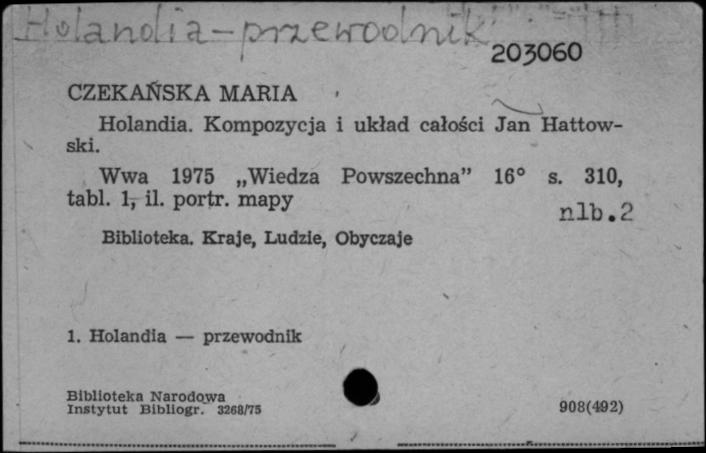 Holandia - przewodnik
203060
CZEKAŃSKA MARIA
Holandia. Kompozycja i układ całości Jan Hattow-
ski.
Wwa 1975 „Wiedza Powszechna” 16° s. 310,
tabl. 1, il. portr. mapy
nlb.2
Biblioteka. Kraje, Ludzie, Obyczaje
1. Holandia — przewodnik
Biblioteka Narodowa
Instytut Bibliogr. 3268/75
908(492)